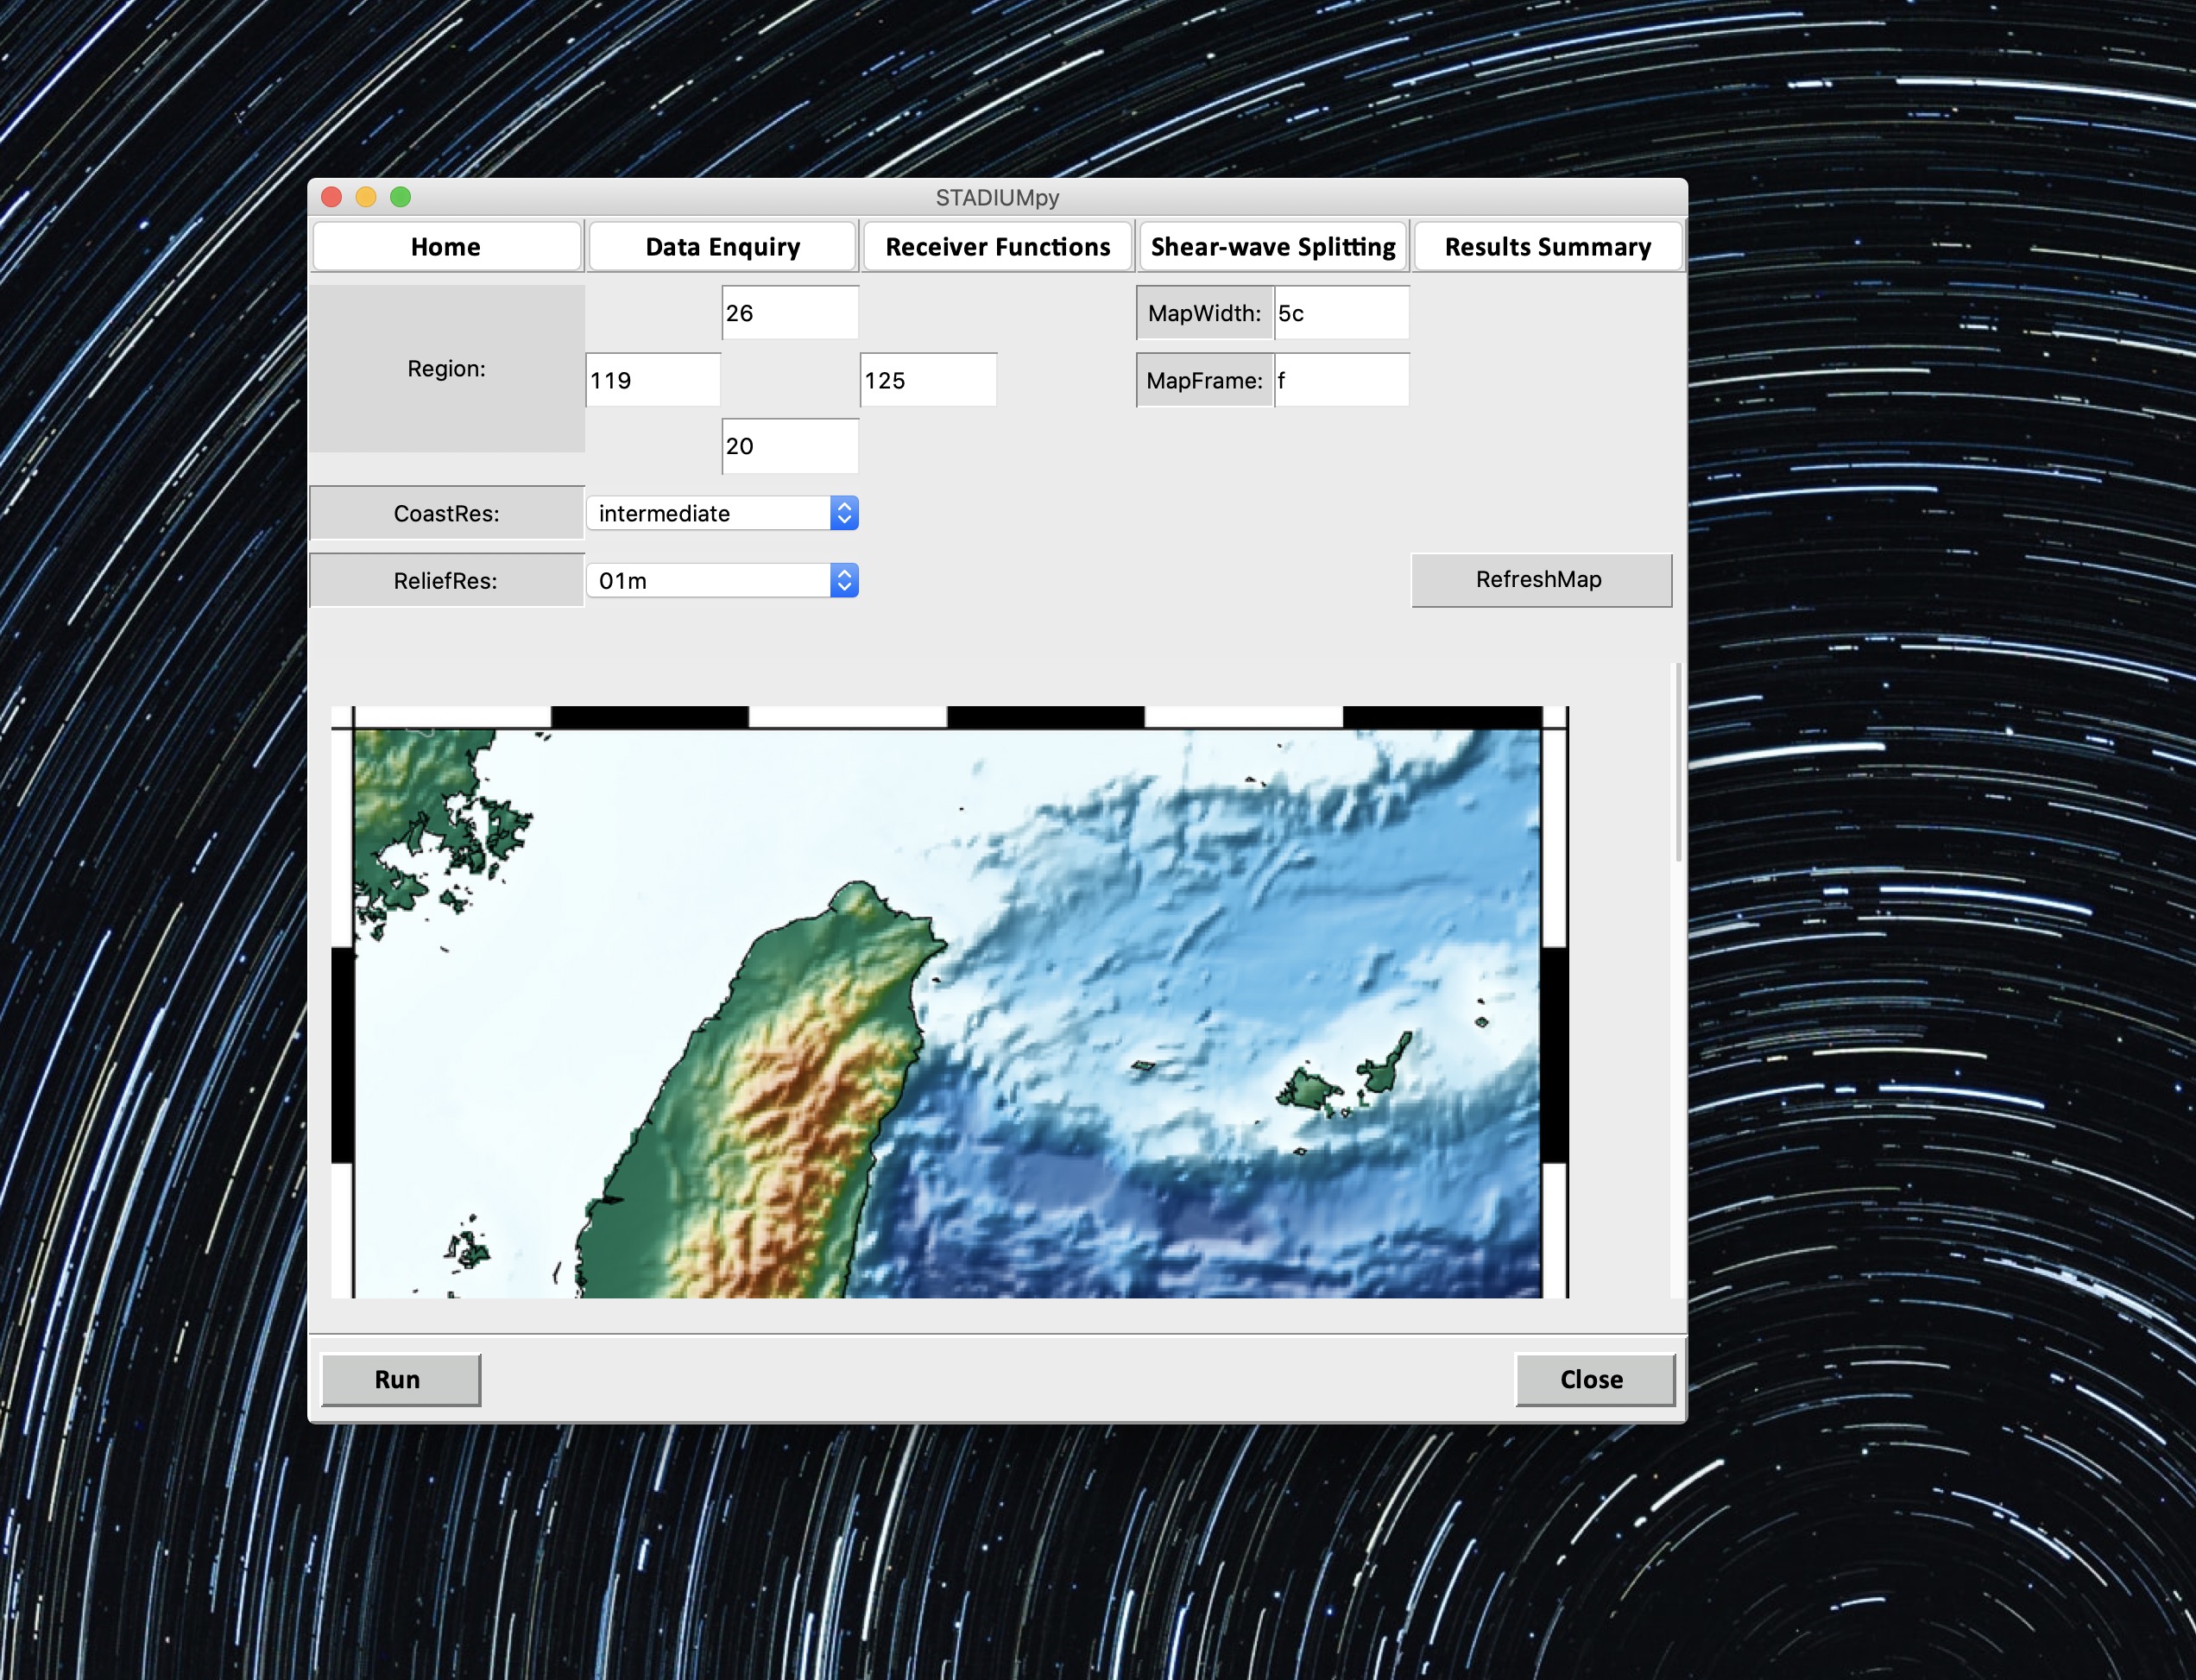 STADIUMpy
Home
Data Enquiry
Receiver Functions
Shear-wave Splitting
Results Summary
Region:
26
119
125
20
MapWidth: 5c
MapFrame: f
CoastRes: intermediate
ReliefRes: 01m
RefreshMap
Run
Close